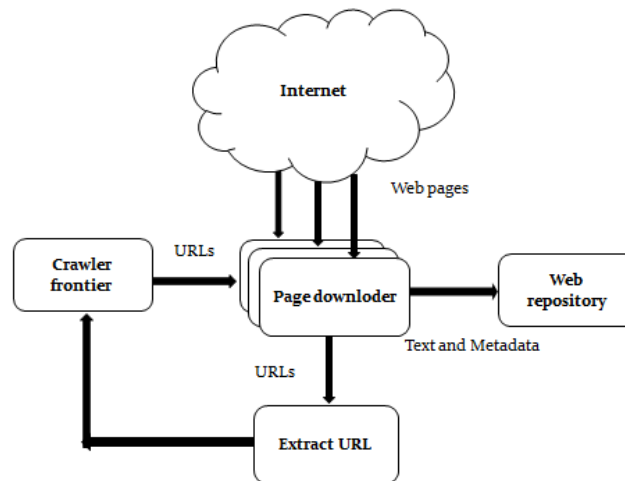 Internet
Web pages
URLs
Crawler
frontier
Page downloder
Web
repository
Text and Metadata
URLs
Extract URL